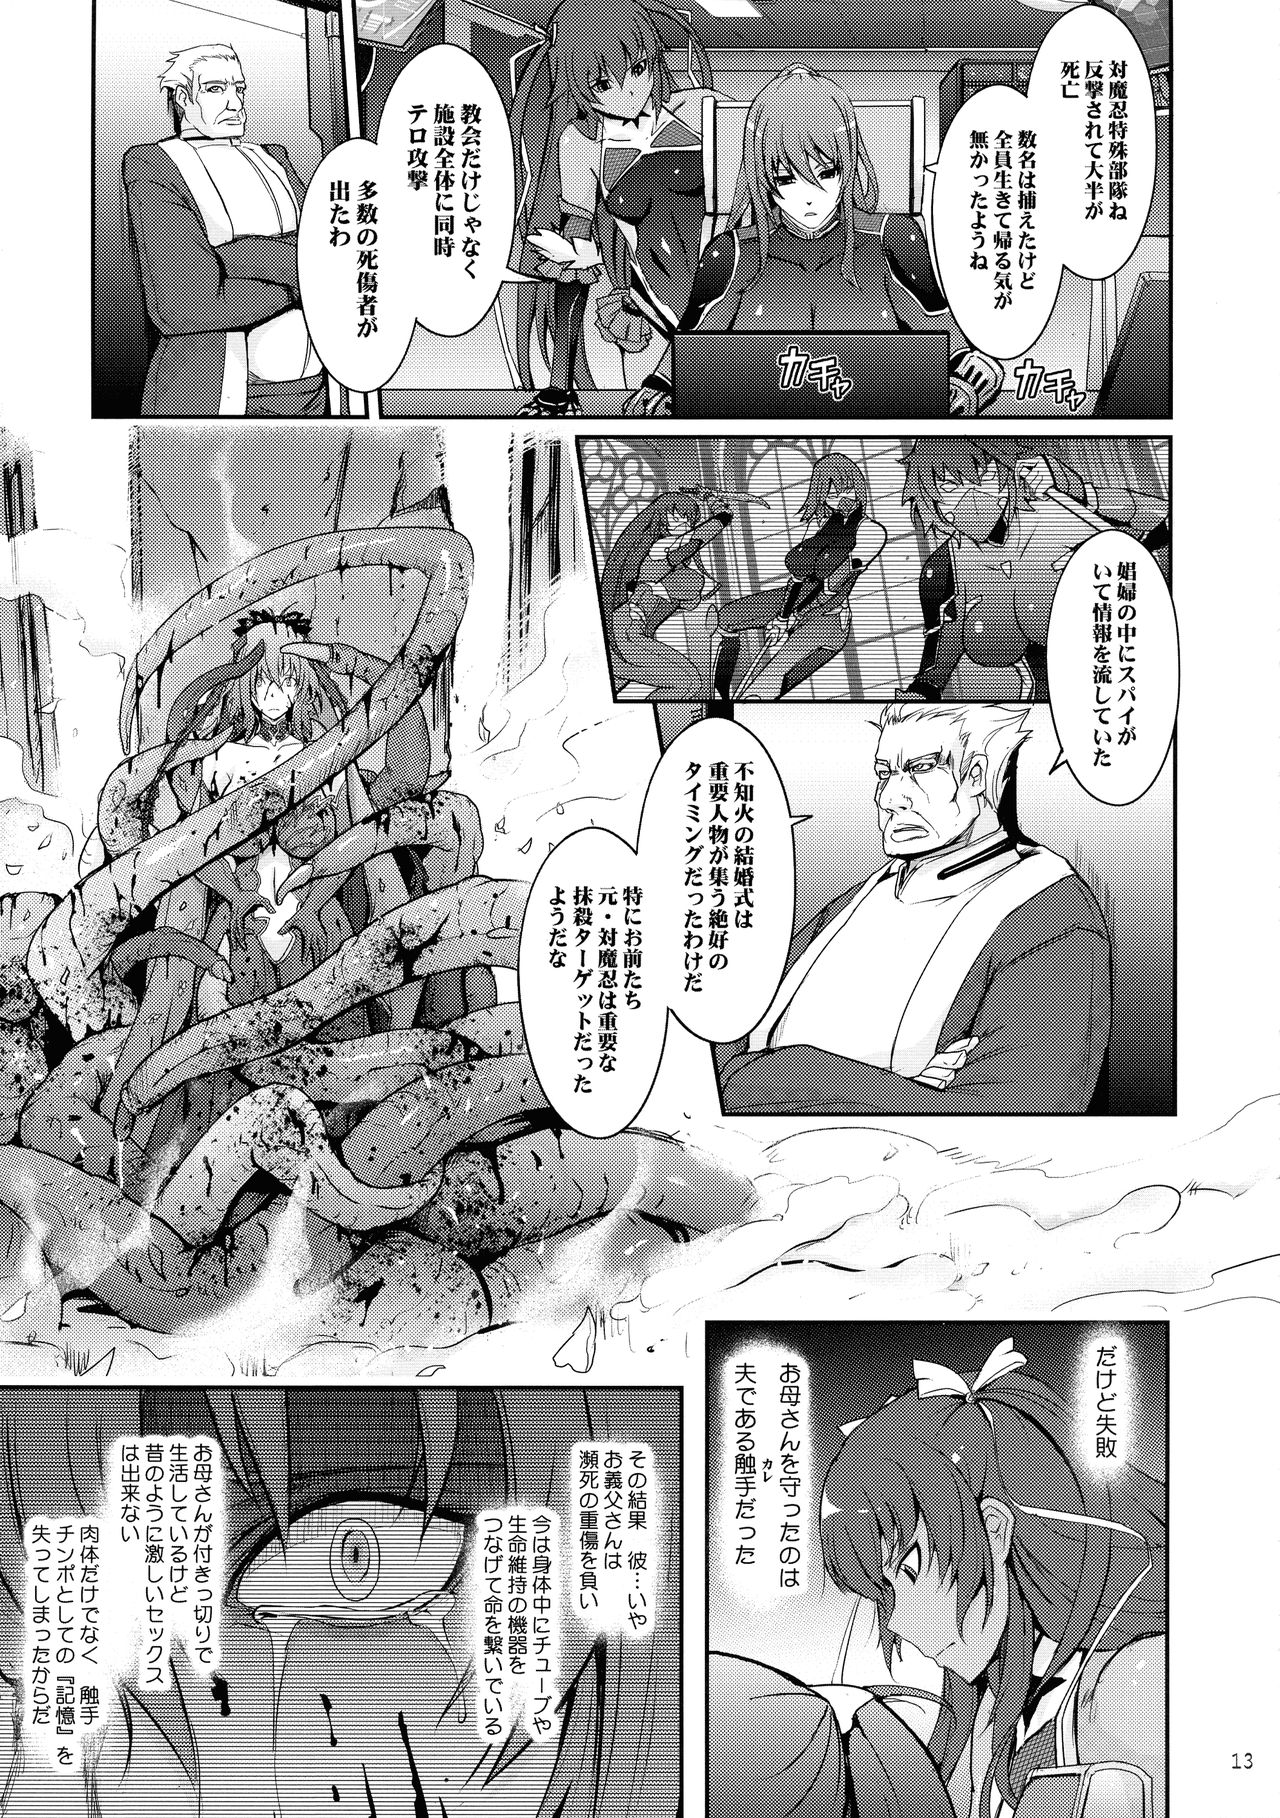 対魔忍特殊部隊ね
反撃されて大半が
死亡
数名は捕えたけど
全員生きて帰る気が
無かったようね
カチャ
カチャ
教会だけじゃなく
施設全体に同時
テロ攻撃
多数の死傷者が
出たわ
娼婦の中にスパイが
いて情報を流していた
不知火の結婚式は
重要人物が集う絶好の
タイミングだったわけだ
特にお前たち
元・対魔忍は重要な
抹殺ターゲットだった
ようだな
だけど失敗
お母さんを守ったのは
夫である触手だった
カレ
その結果 彼…いや
お義父さんは
瀕死の重傷を負い
今は身体中にチューブや
生命維持の機器を
つなげて命を繋いでいる
お母さんが付きっ切りで
生活しているけど
昔のように激しいセックス
は出来ない
肉体だけでなく 触手
チンポとしての『記憶』を
失ってしまったからだ
13